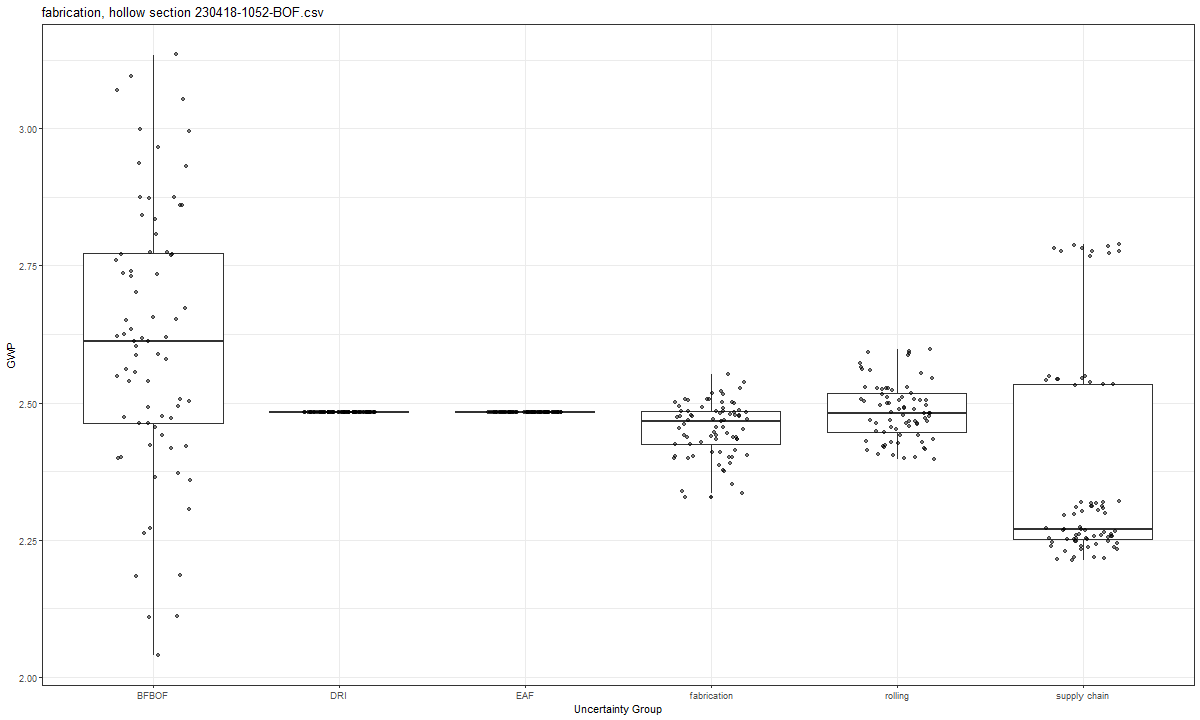 fabrication, hollow section 230418-1052-BOF.csv
GWP
3.00
2.75
2.50
2.25
2.00
BFBOF
DRI
EAF
fabrication
rolling
supply chain
Uncertainty Group